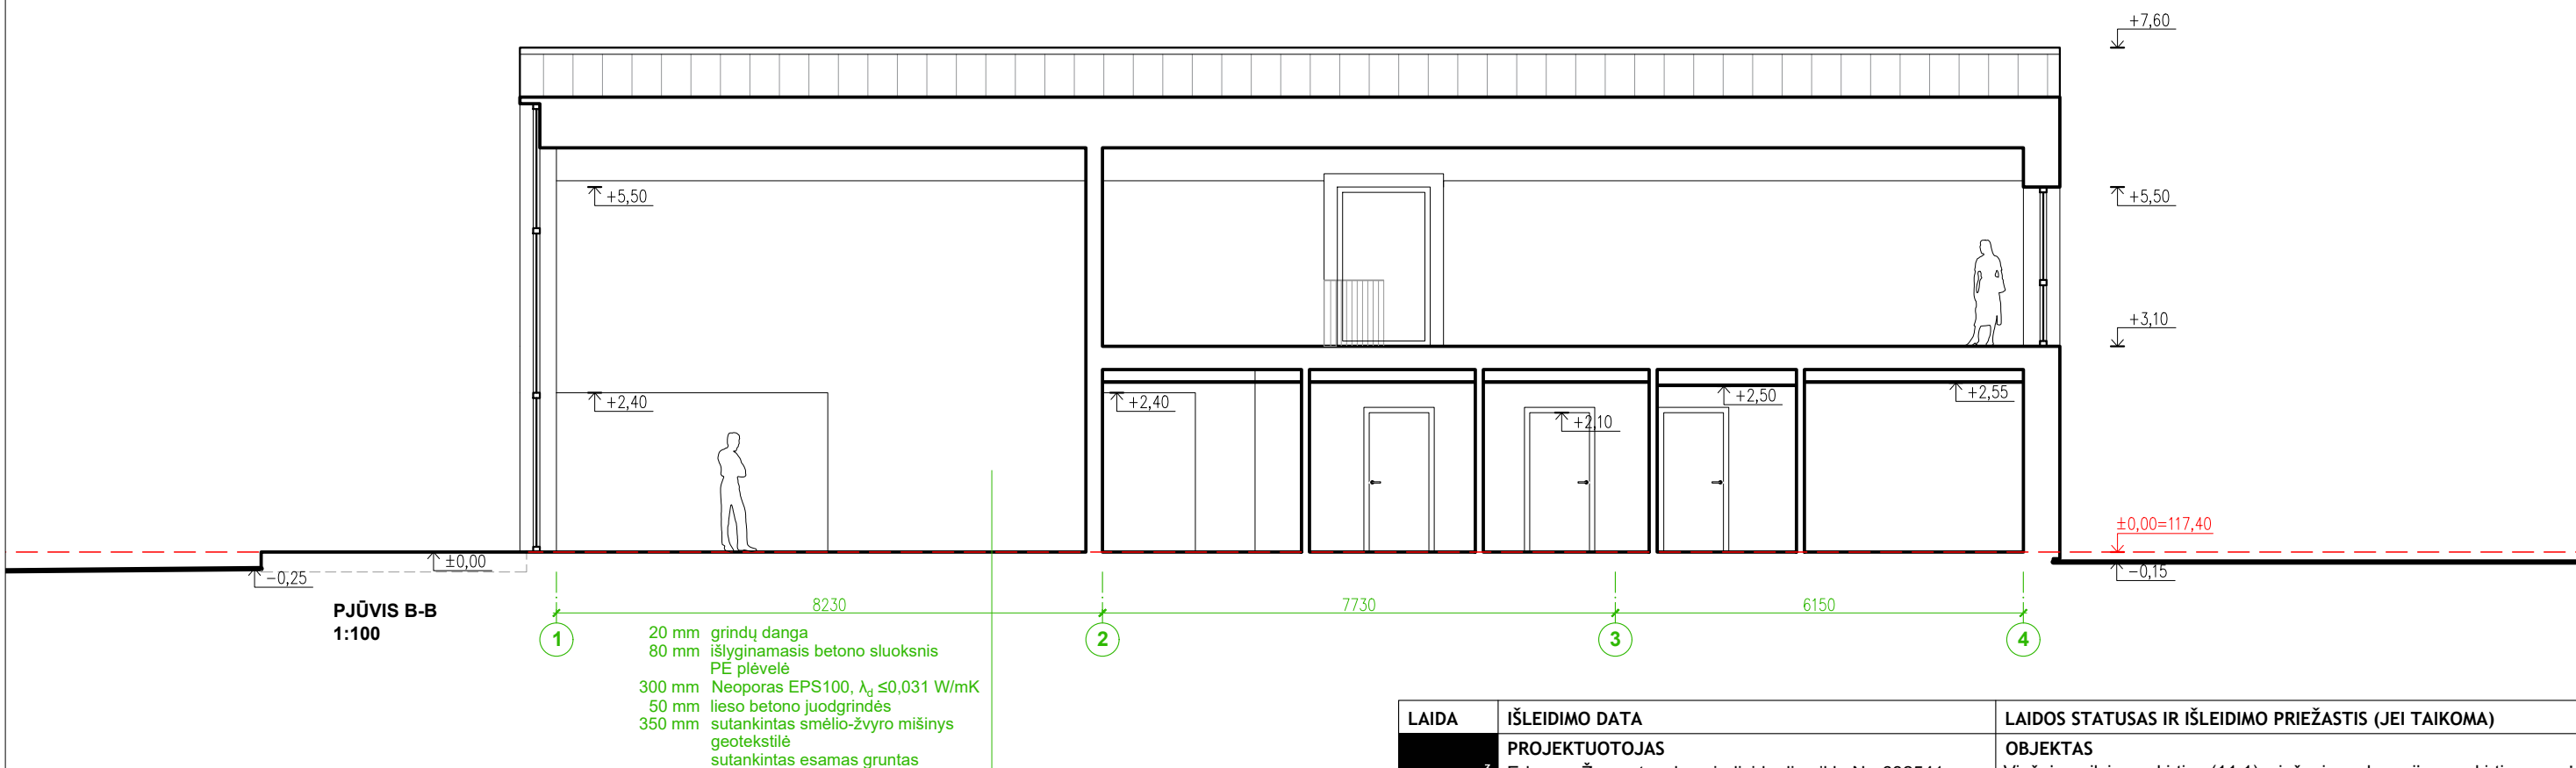 +7,60
+5,50
+5,50
+3,10
+2,40
+2,40
+2,10
+2,50
+2,55
±0,00=117,40
±0,00
-0,25
-0,15
PJŪVIS B-B
1:100
8230
7730
6150
1
2
3
4
20 mm grindų danga
80 mm išlyginamasis betono sluoksnis
PE plėvelė
300 mm Neoporas EPS100, λd ≤0,031 W/mK
50 mm lieso betono juodgrindės
350 mm sutankintas smėlio-žvyro mišinys
geotekstilė
sutankintas esamas gruntas
LAIDA IŠLEIDIMO DATA LAIDOS STATUSAS IR IŠLEIDIMO PRIEŽASTIS (JEI TAIKOMA)
PROJEKTUOTOJAS OBJEKTAS